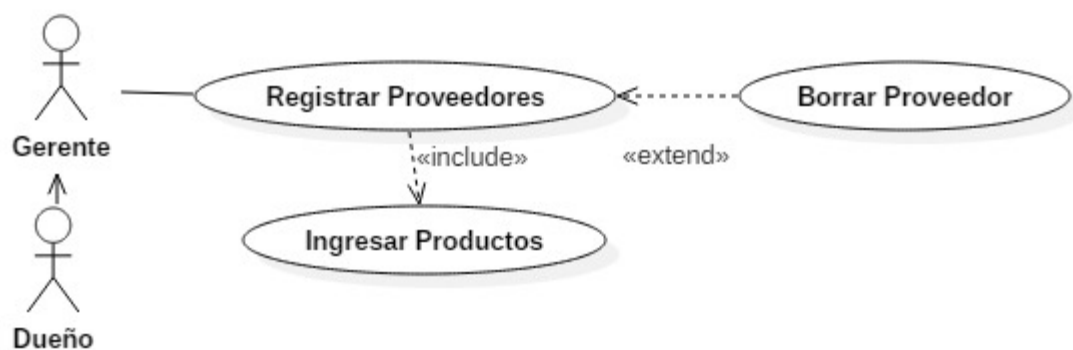 Registrar Proveedores
Borrar Proveedor
Gerente
«include»
«extend»
Ingresar Productos
Dueño